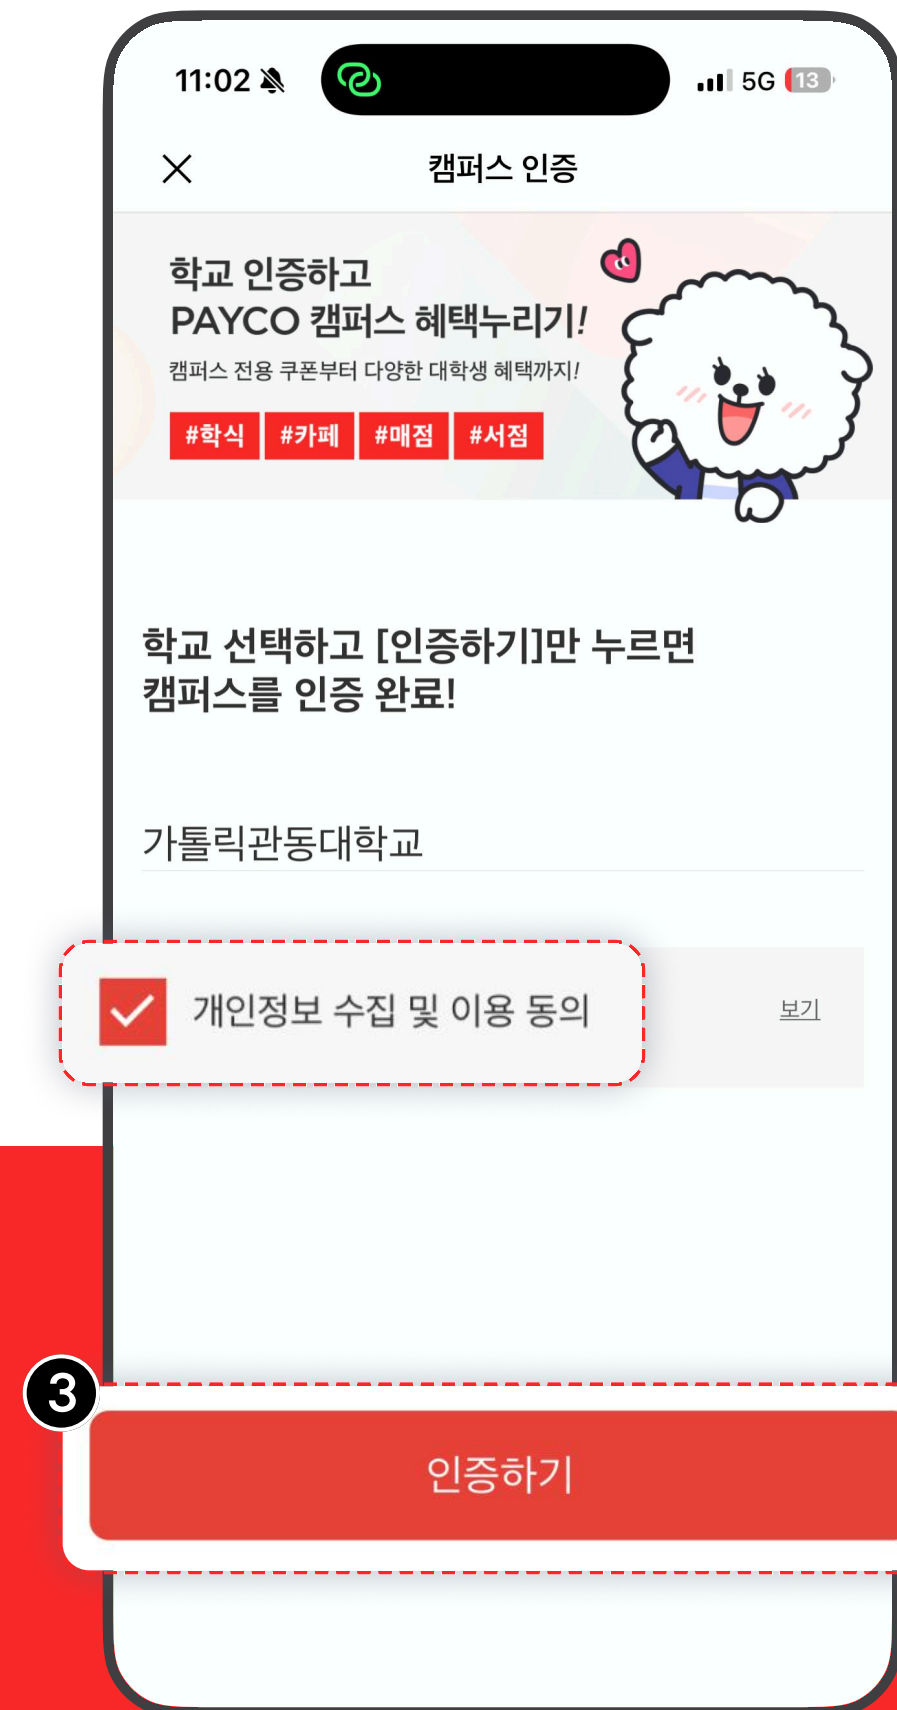 11:02
5G 13
캠퍼스 인증
학교 인증하고
PAYCO 캠퍼스 혜택누리기!
캠퍼스 전용 쿠폰부터 다양한 대학생 혜택까지!
#학식 #카페 #매점 #서점
학교 선택하고 [인증하기]만 누르면
캠퍼스를 인증 완료!
가톨릭관동대학교
개인정보 수집 및 이용 동의
보기
3
인증하기